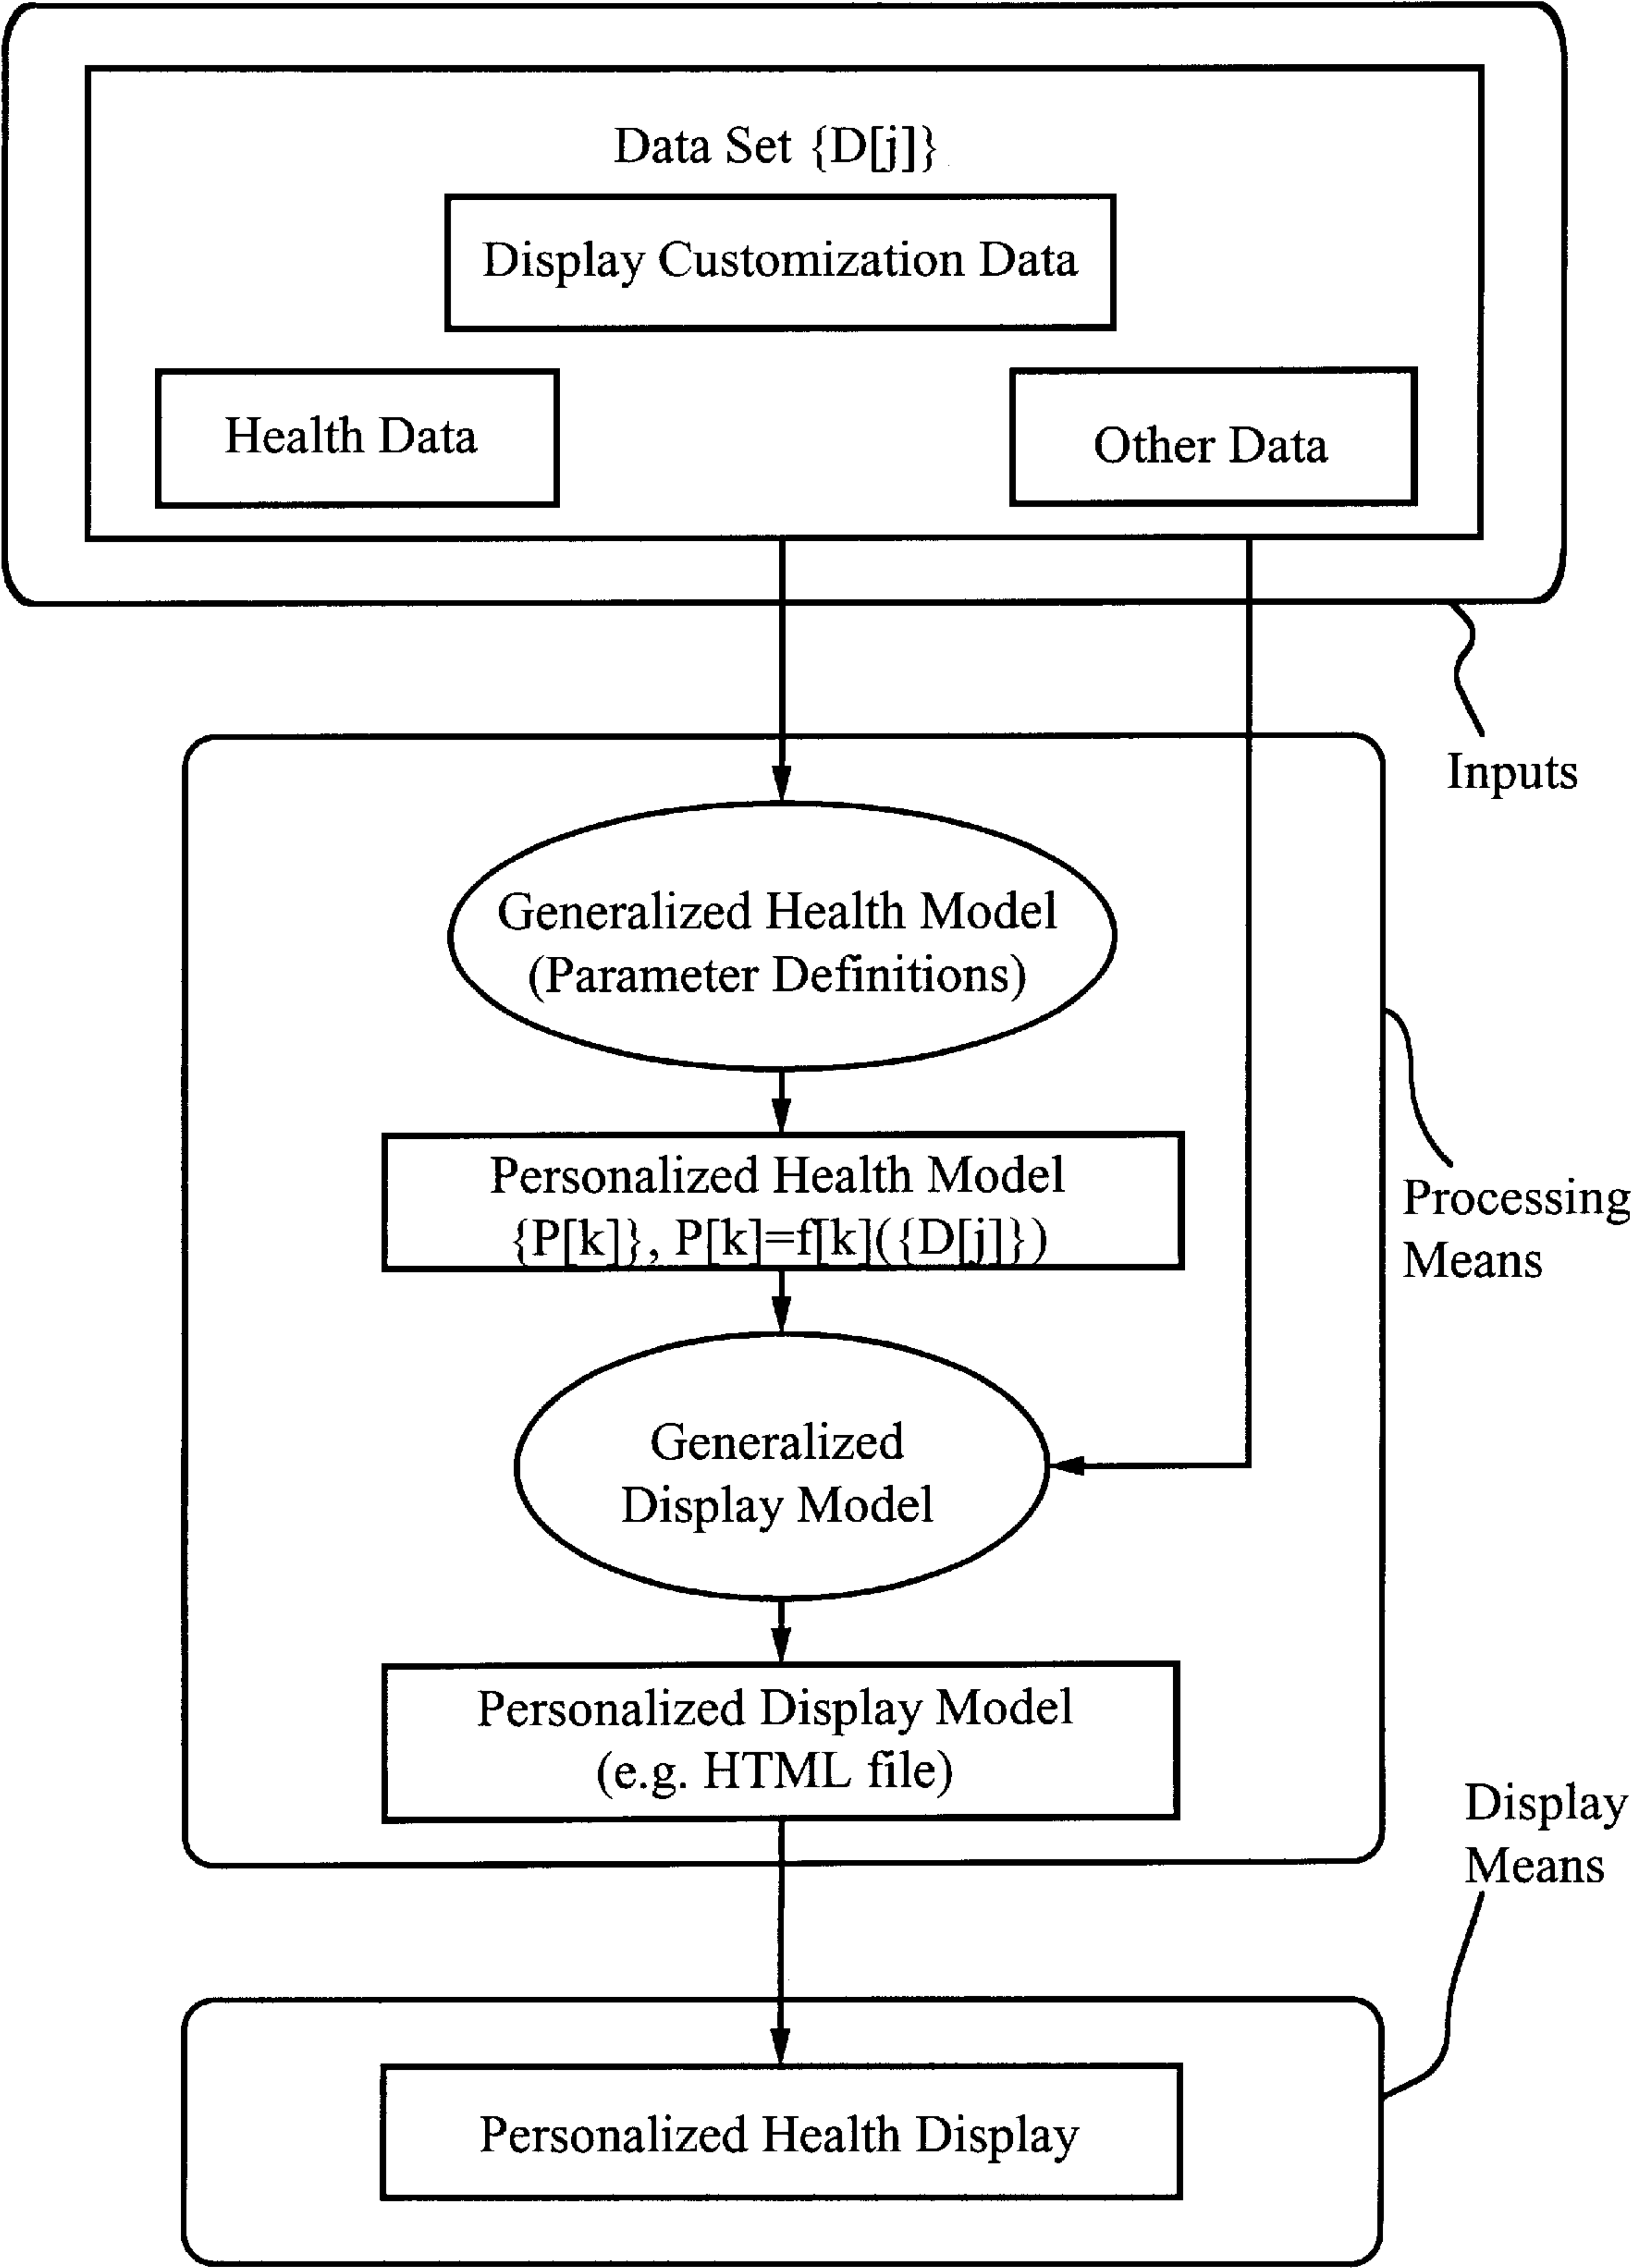 Data Set {D[j]}
Display Customization Data
Health Data
Other Data
Inputs
Generalized Health Model
(Parameter Definitions)
Personalized Health Model
{P[k]}, P[k]=f[k]({D[j]})
Processing
Means
Generalized
Display Model
Personalized Display Model
(e.g. HTML file)
Display
Means
Personalized Health Display